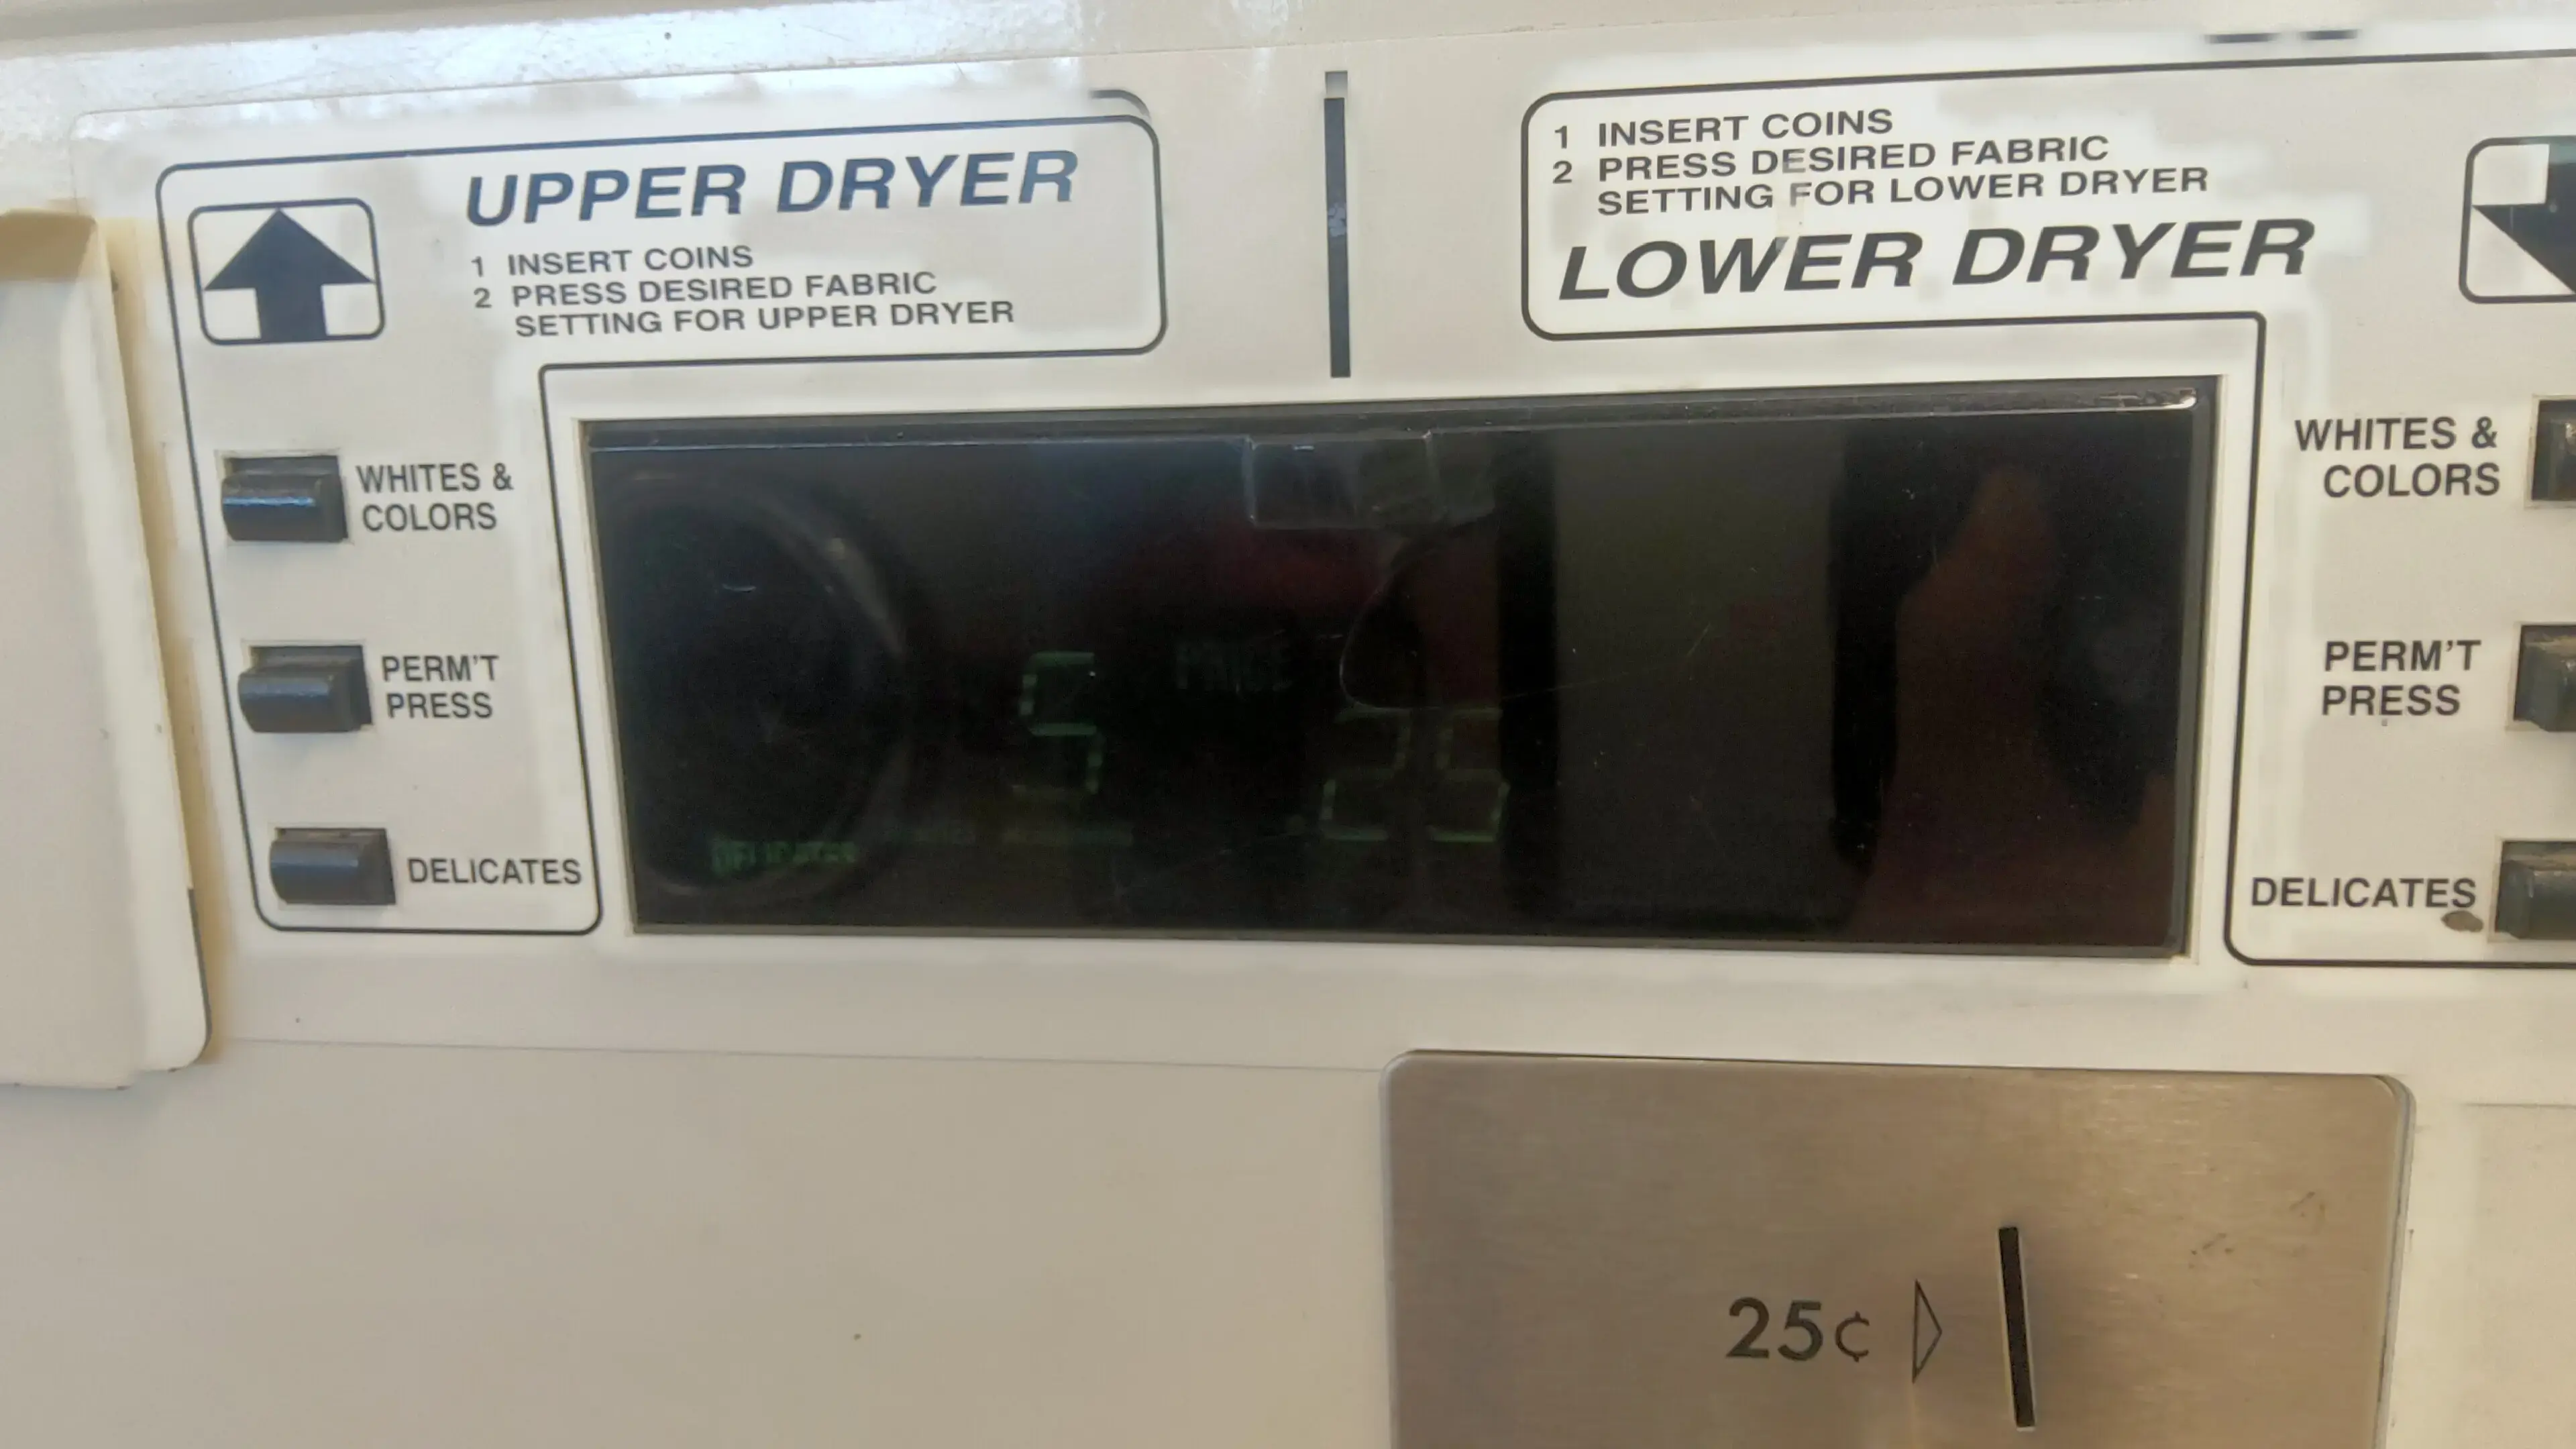 UPPER DRYER
1 INSERT COINS
2 PRESS DESIRED FABRIC
SETTING FOR UPPER DRYER
1 INSERT COINS
2 PRESS DESIRED FABRIC
SETTING FOR LOWER DRYER
LOWER DRYER
WHITES &
COLORS
PERM'T
PRESS
DELICATES
5
PRICE
.25
DELICATES
WHITES &
COLORS
PERM'T
PRESS
DELICATES
25¢